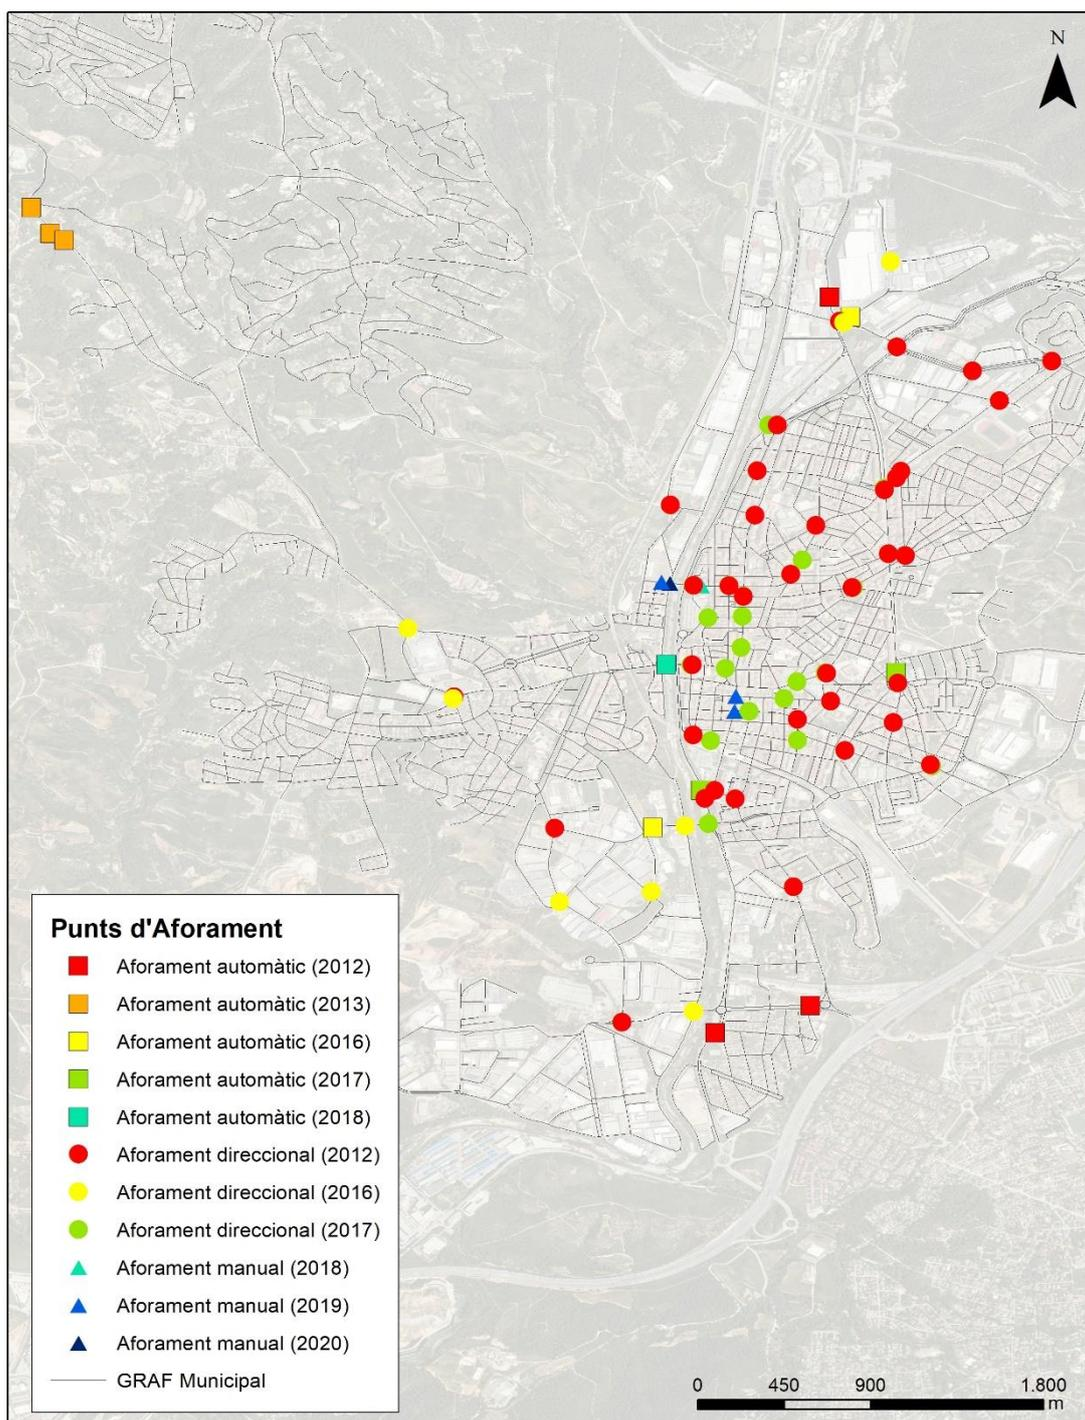 N
Punts d'Aforament
Aforament automàtic (2012)
Aforament automàtic (2013)
Aforament automàtic (2016)
Aforament automàtic (2017)
Aforament automàtic (2018)
Aforament direccional (2012)
Aforament direccional (2016)
Aforament direccional (2017)
Aforament manual (2018)
Aforament manual (2019)
Aforament manual (2020)
GRAF Municipal
0 450 900 1.800
m